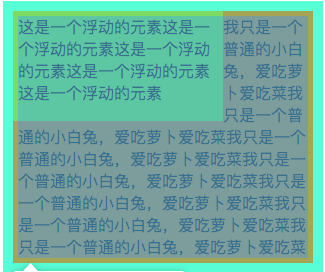 这是一个浮动的元素这是一
个浮动的元素这是一个浮动
的元素这是一个浮动的元素
这是一个浮动的元素
我只是一个
普通的小白
兔，爱吃萝
卜爱吃菜我
只是一个普
通的小白兔，爱吃萝卜爱吃菜我只是一个
普通的小白兔，爱吃萝卜爱吃菜我只是一
个普通的小白兔，爱吃萝卜爱吃菜我只是
一个普通的小白兔，爱吃萝卜爱吃菜我只
是一个普通的小白兔，爱吃萝卜爱吃菜我
只是一个普通的小白兔，爱吃萝卜爱吃菜